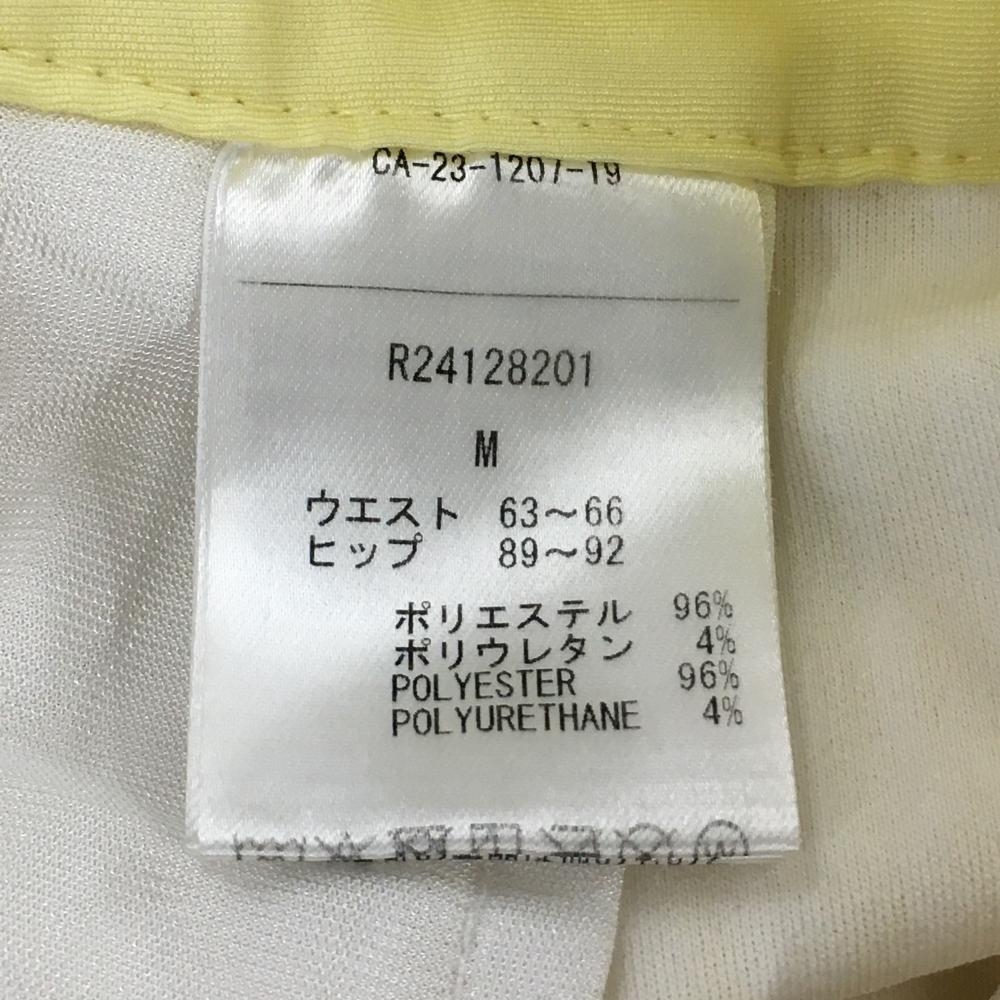 CA-23-1207-19
R24128201
M
ウエスト 63～66
ヒップ 89～92
ポリエステル 96%
ポリウレタン 4%
POLYESTER 96%
POLYURETHANE 4%